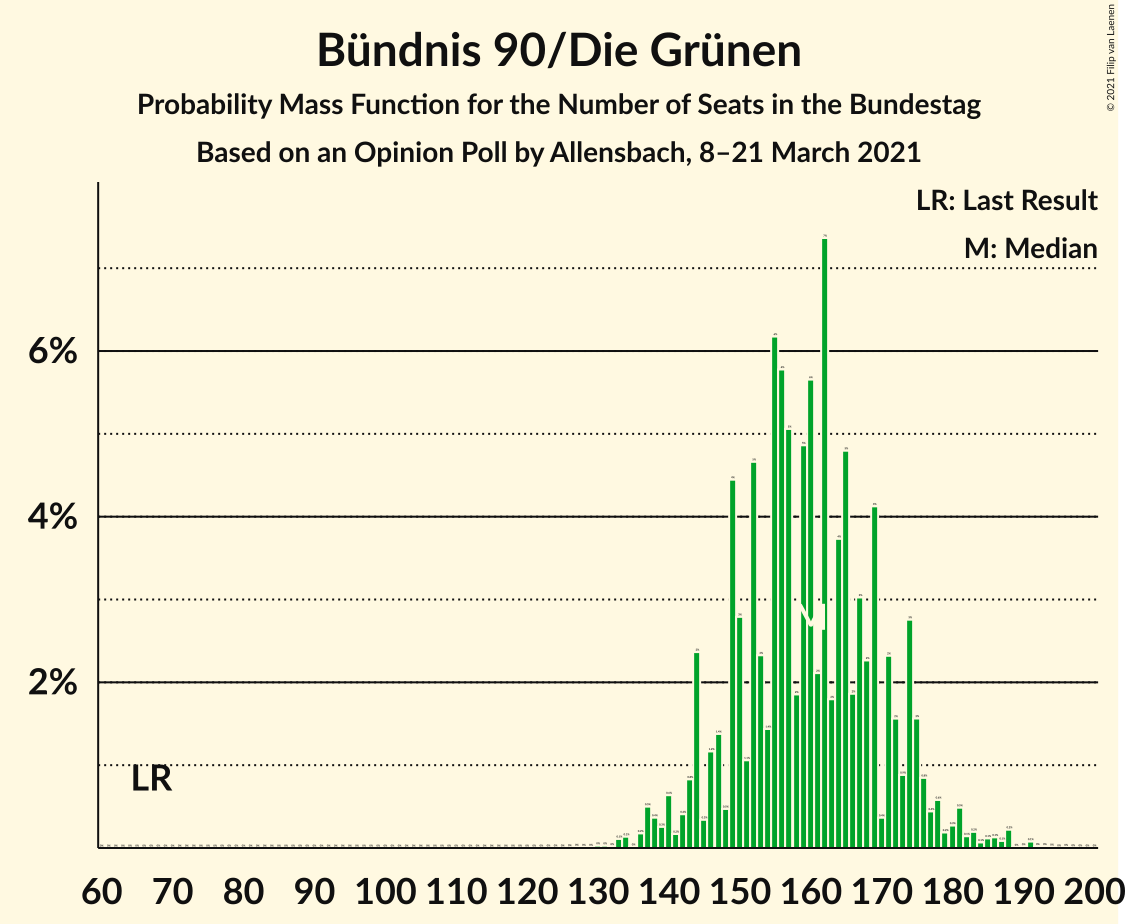 Bündnis 90/Die Grünen
Probability Mass Function for the Number of Seats in the Bundestag
Based on an Opinion Poll by Allensbach, 8–21 March 2021
© 2021 Filip van Laenen
LR: Last Result
M: Median
6%
4%
2%
LR
M
60 70 80 90 100 110 120 130 140 150 160 170 180 190 200